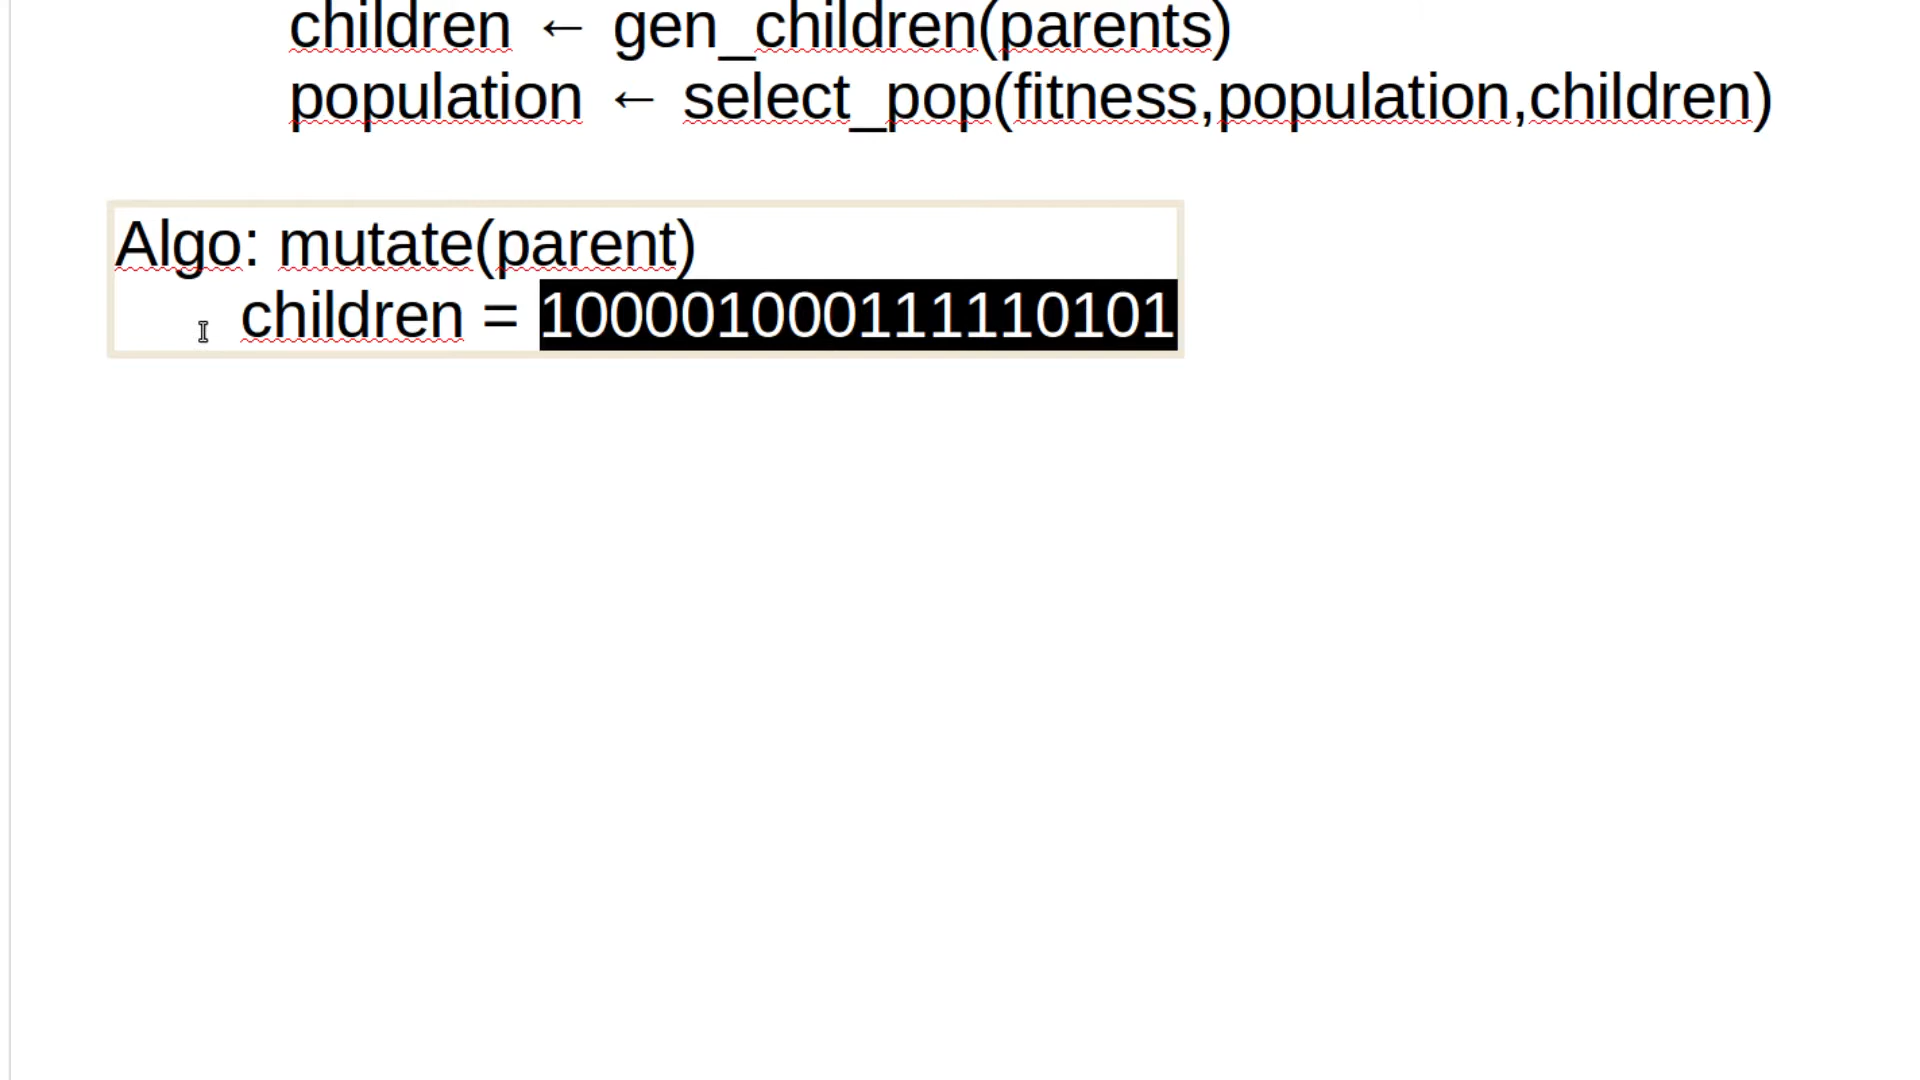 children ← gen_children(parents)
population ← select_pop(fitness,population,children)
Algo: mutate(parent)
children = 100001000111110101